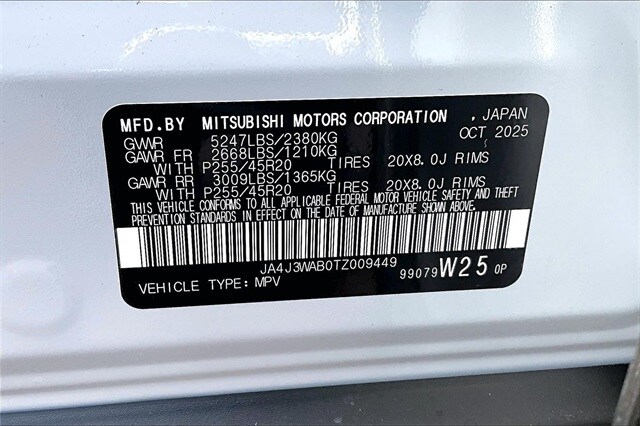 MFD.BY MITSUBISHI MOTORS CORPORATION , JAPAN
GVWR 5247LBS/2380KG OCT 2025
GAWR FR 2668LBS/1210KG
WITH P255/45R20 TIRES 20X8.0J RIMS
GAWR RR 3009LBS/1365KG
WITH P255/45R20 TIRES 20X8.0J RIMS
THIS VEHICLE CONFORMS TO ALL APPLICABLE FEDERAL MOTOR VEHICLE SAFETY AND THEFT
PREVENTION STANDARDS IN EFFECT ON THE DATE OF MANUFACTURE SHOWN ABOVE.
JA4J3WAB0TZ009449
VEHICLE TYPE: MPV 99079 W25 0P